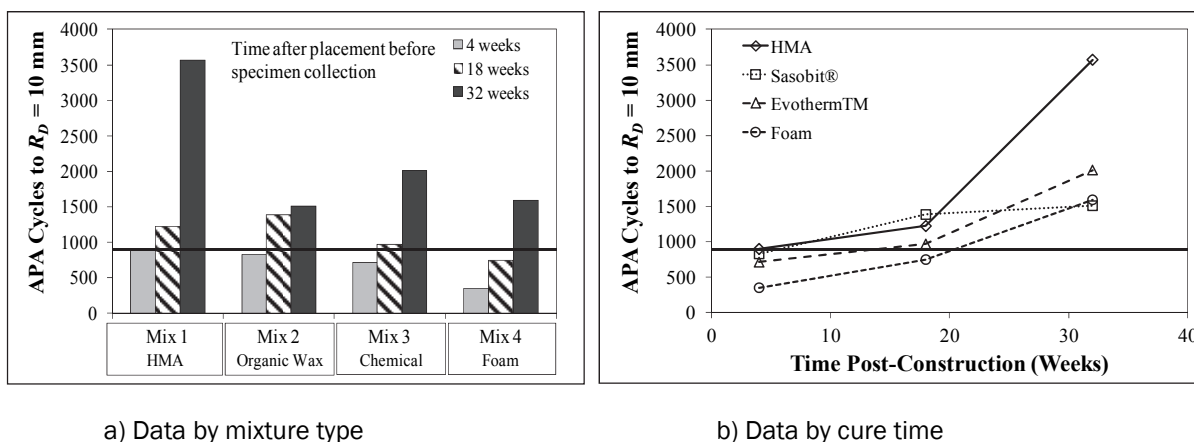 APA Cycles to R_D = 10 mm
4000
3500
3000
2500
2000
1500
1000
500
0
Time after placement before
specimen collection
4 weeks
18 weeks
32 weeks
Mix 1
HMA
Mix 2
Organic Wax
Mix 3
Chemical
Mix 4
Foam
a) Data by mixture type
APA Cycles to R_D = 10 mm
4000
3500
3000
2500
2000
1500
1000
500
0
HMA
Sasobit®
EvothermTM
Foam
0 10 20 30 40
Time Post-Construction (Weeks)
b) Data by cure time